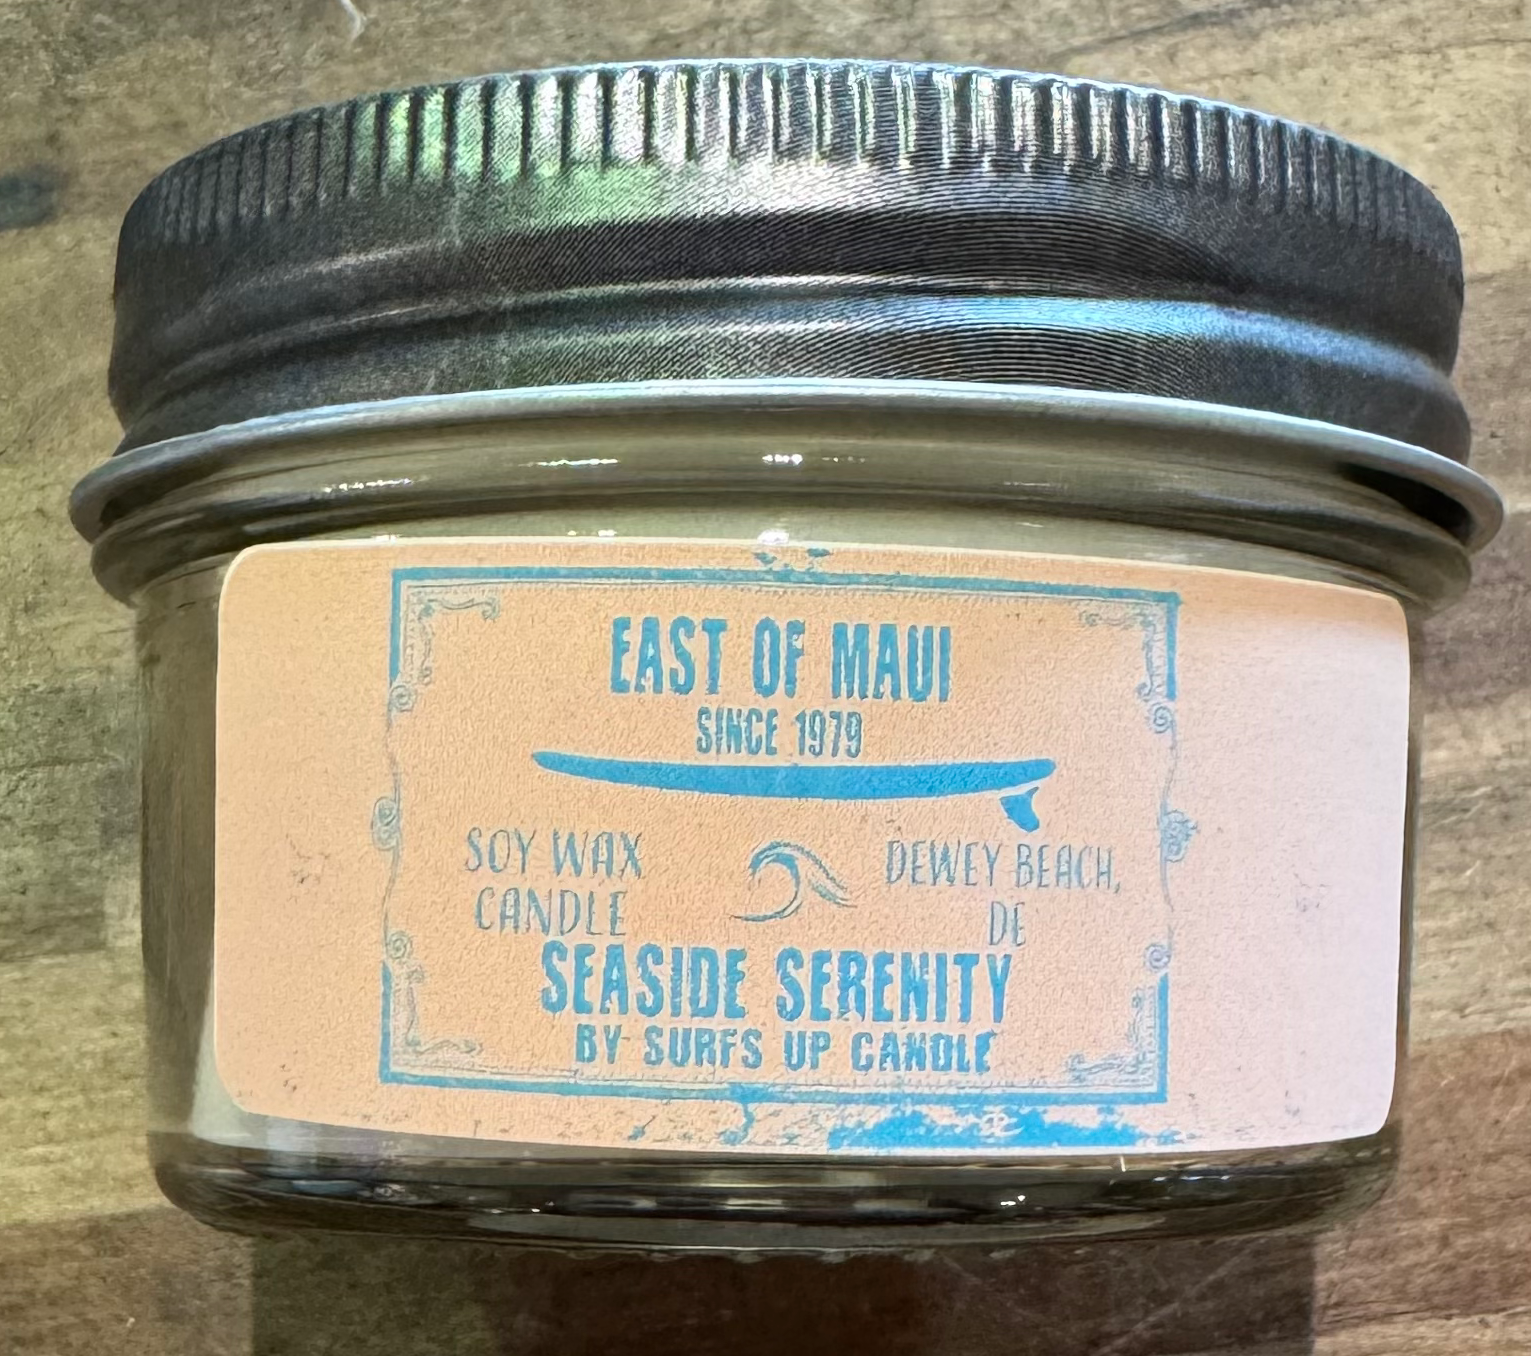 EAST OF MAUI
SINCE 1979
SOY WAX
CANDLE
DEWEY BEACH,
DE
SEASIDE SERENITY
BY SURFS UP CANDLE